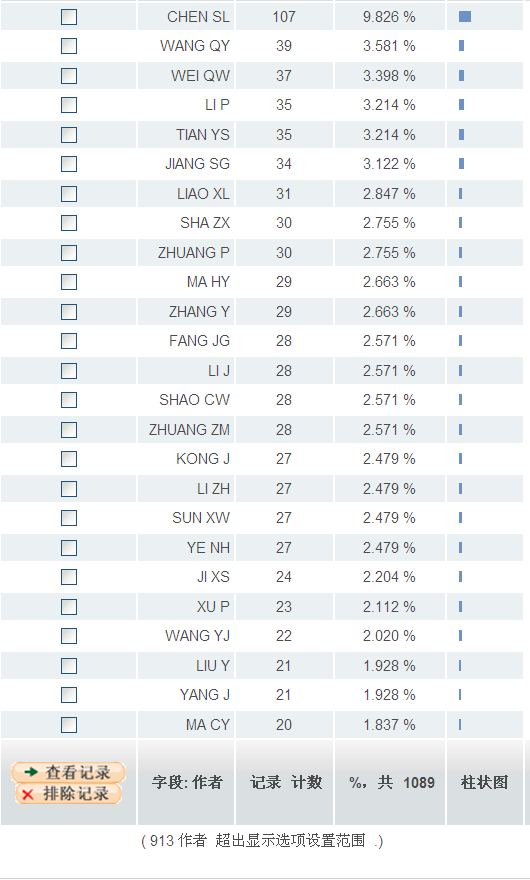 CHEN SL 107 9.826 %
WANG QY 39 3.581 %
WEI QW 37 3.398 %
LI P 35 3.214 %
TIAN YS 35 3.214 %
JIANG SG 34 3.122 %
LIAO XL 31 2.847 %
SHA ZX 30 2.755 %
ZHUANG P 30 2.755 %
MA HY 29 2.663 %
ZHANG Y 29 2.663 %
FANG JG 28 2.571 %
LI J 28 2.571 %
SHAO CW 28 2.571 %
ZHUANG ZM 28 2.571 %
KONG J 27 2.479 %
LI ZH 27 2.479 %
SUN XW 27 2.479 %
YE NH 27 2.479 %
JI XS 24 2.204 %
XU P 23 2.112 %
WANG YJ 22 2.020 %
LIU Y 21 1.928 %
YANG J 21 1.928 %
MA CY 20 1.837 %
查看记录
排除记录
字段: 作者 记录 计数 %，共 1089 柱状图
( 913 作者 超出显示选项设置范围 .)